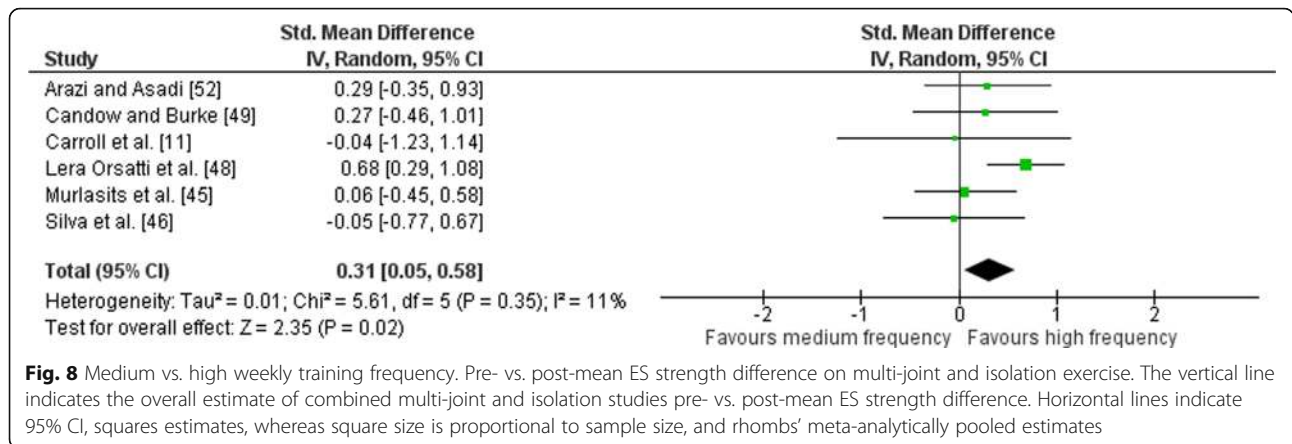 Std. Mean Difference Std. Mean Difference
Study IV, Random, 95% CI IV, Random, 95% CI
Arazi and Asadi [52] 0.29 [-0.35, 0.93]
Candow and Burke [49] 0.27 [-0.46, 1.01]
Carroll et al. [11] -0.04 [-1.23, 1.14]
Lera Orsatti et al. [48] 0.68 [0.29, 1.08]
Murlasits et al. [45] 0.06 [-0.45, 0.58]
Silva et al. [46] -0.05 [-0.77, 0.67]
Total (95% CI) 0.31 [0.05, 0.58]
Heterogeneity: Tau² = 0.01; Chi² = 5.61, df = 5 (P = 0.35); I² = 11%
Test for overall effect: Z = 2.35 (P = 0.02)
-2 -1 0 1 2
Favours medium frequency Favours high frequency
Fig. 8 Medium vs. high weekly training frequency. Pre- vs. post-mean ES strength difference on multi-joint and isolation exercise. The vertical line
indicates the overall estimate of combined multi-joint and isolation studies pre- vs. post-mean ES strength difference. Horizontal lines indicate
95% CI, squares estimates, whereas square size is proportional to sample size, and rhombs' meta-analytically pooled estimates